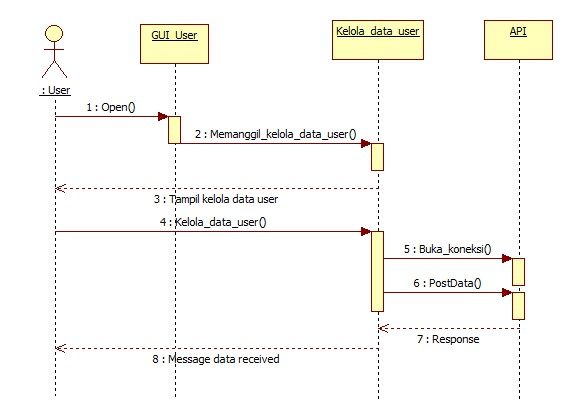 GUI_User
Kelola_data_user
API
: User
1 : Open()
2 : Memanggil_kelola_data_user()
3 : Tampil kelola data user
4 : Kelola_data_user()
5 : Buka_koneksi()
6 : PostData()
7 : Response
8 : Message data received